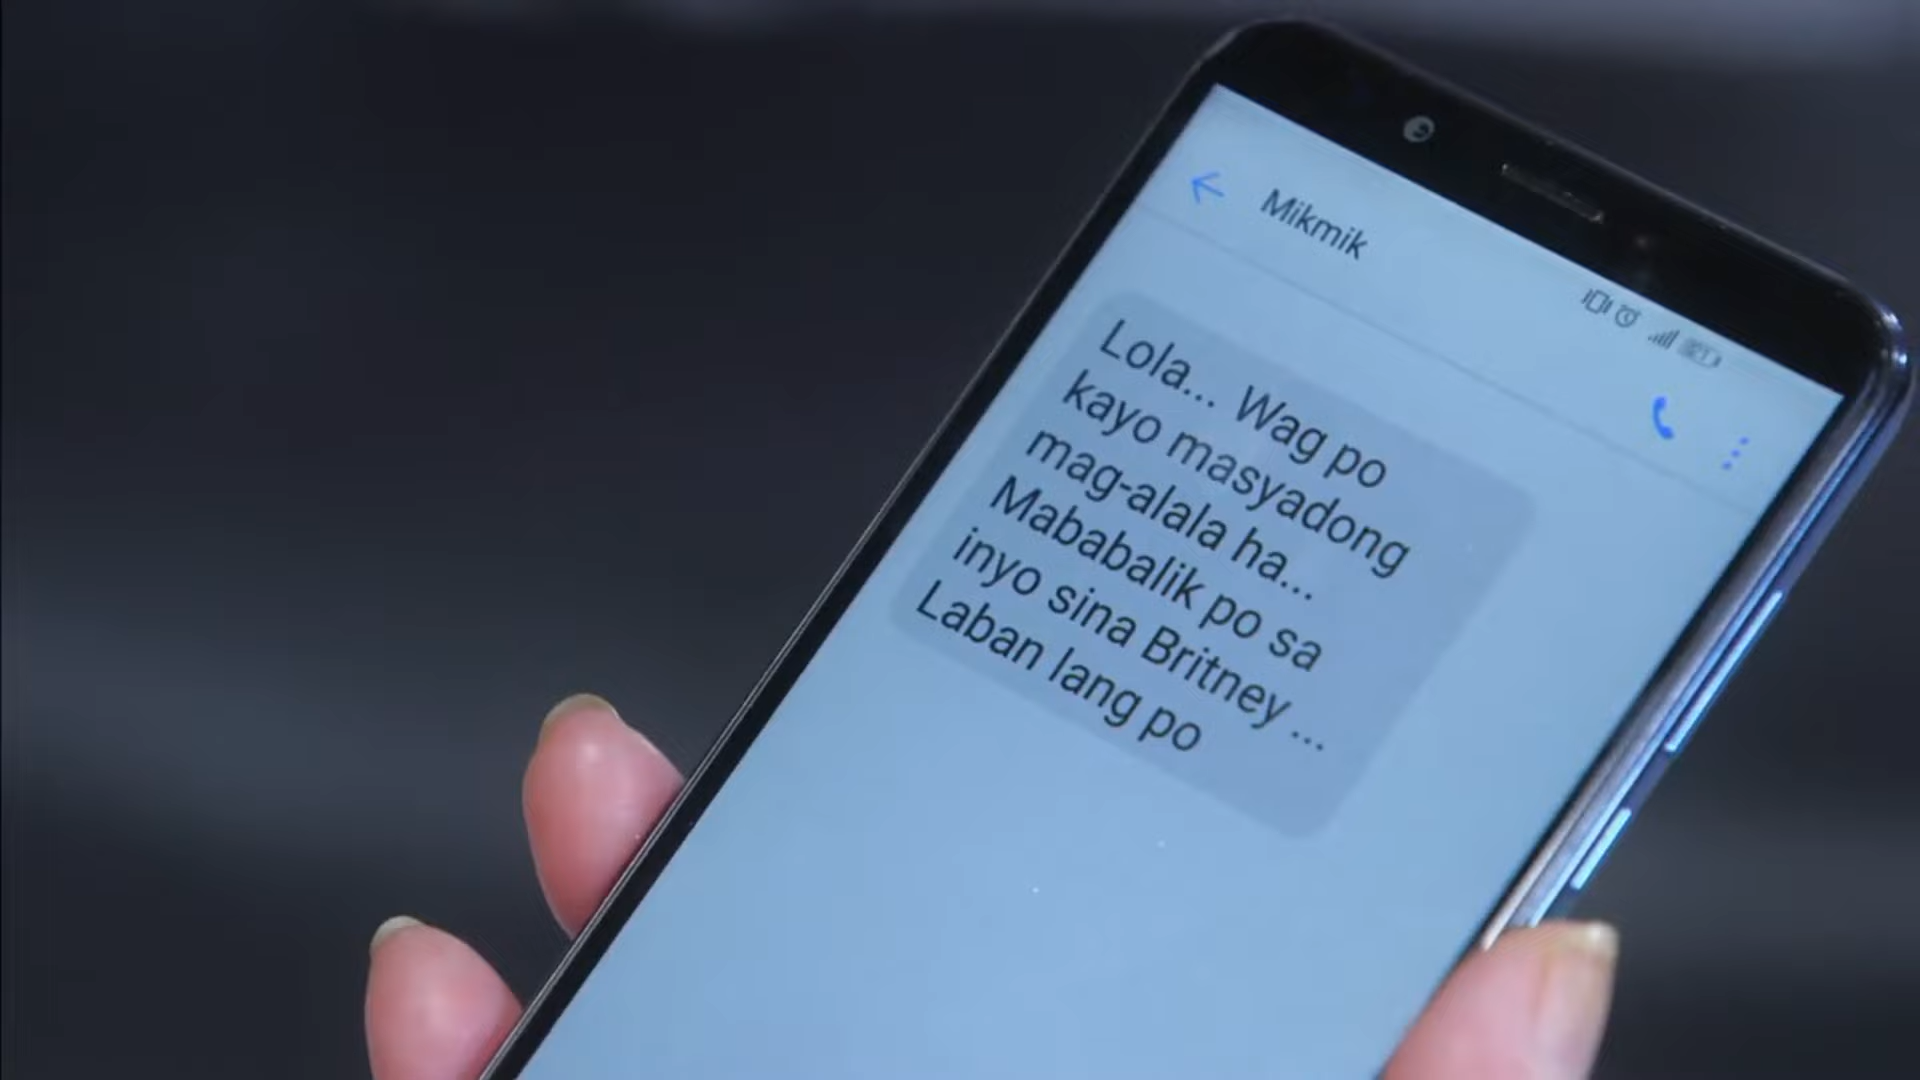 Mikmik
Lola... Wag po
kayo masyadong
mag-alala ha...
Mababalik po sa
inyo sina Britney ...
Laban lang po